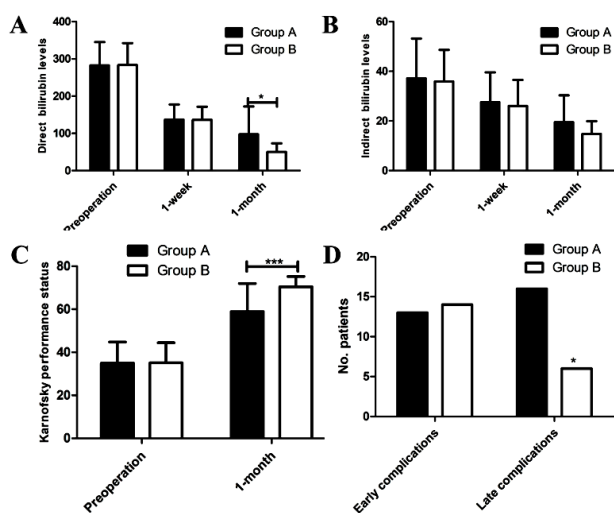 A
Direct bilirubin levels
400
300
200
100
0
Group A
Group B
*
Preoperation
1-week
1-month
B
Indirect bilirubin levels
60
40
20
0
Group A
Group B
Preoperation
1-week
1-month
C
Karnofsky performance status
80
60
40
20
0
Group A
Group B
***
Preoperation
1-month
D
No. patients
20
15
10
5
0
Group A
Group B
*
Early complications
Late complications